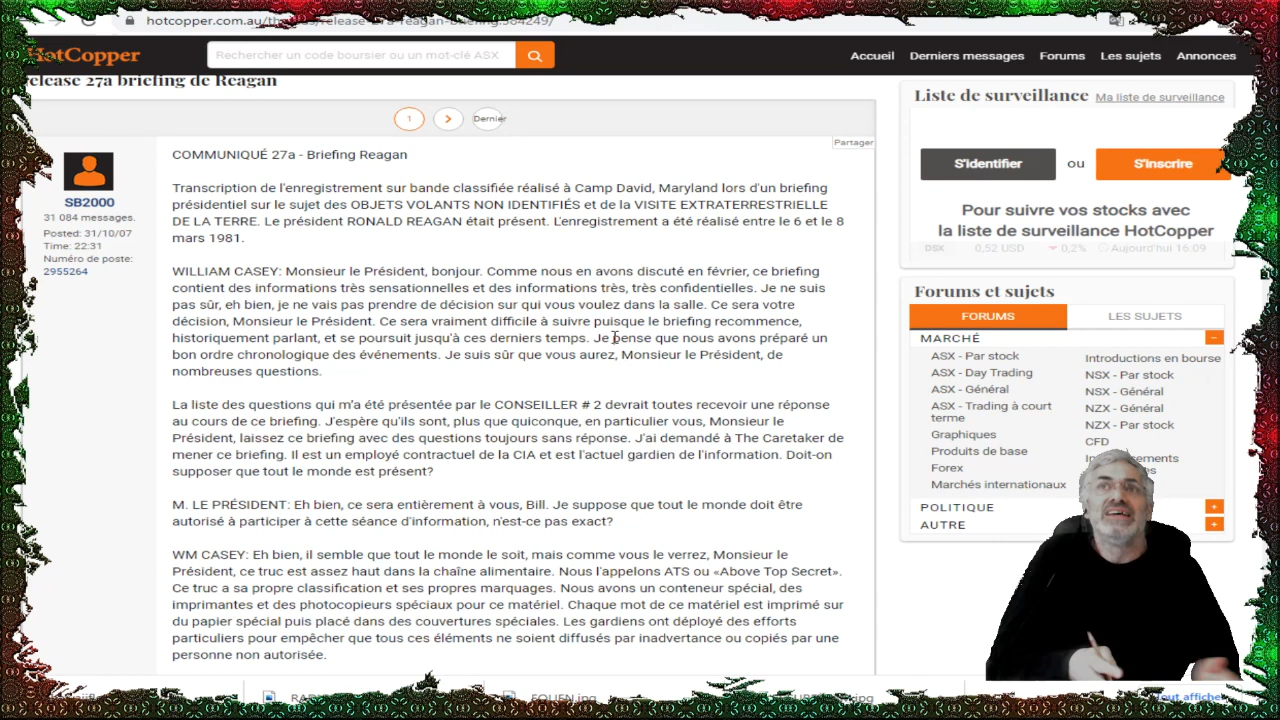 hotcopper.com.au/
HotCopper
Rechercher un code boursier ou un mot-clé ASX
Accueil
Derniers messages
Forums
Les sujets
Annonces
release 27a briefing de Reagan
1
Dernier
Partager
SB2000
31 084 messages.
Posted: 31/10/07
Time: 22:31
Numéro de poste:
2955264
COMMUNIQUÉ 27a - Briefing Reagan
Transcription de l'enregistrement sur bande classifiée réalisé à Camp David, Maryland lors d'un briefing
présidentiel sur le sujet des OBJETS VOLANTS NON IDENTIFIÉS et de la VISITE EXTRATERRESTRIELLE
DE LA TERRE. Le président RONALD REAGAN était présent. L'enregistrement a été réalisé entre le 6 et le 8
mars 1981.
WILLIAM CASEY: Monsieur le Président, bonjour. Comme nous en avons discuté en février, ce briefing
contient des informations très sensationnelles et des informations très, très confidentielles. Je ne suis
pas sûr, eh bien, je ne vais pas prendre de décision sur qui vous voulez dans la salle. Ce sera votre
décision, Monsieur le Président. Ce sera vraiment difficile à suivre puisque le briefing recommence,
historiquement parlant, et se poursuit jusqu'à ces derniers temps. Je pense que nous avons préparé un
bon ordre chronologique des événements. Je suis sûr que vous aurez, Monsieur le Président, de
nombreuses questions.
La liste des questions qui m'a été présentée par le CONSEILLER # 2 devrait toutes recevoir une réponse
au cours de ce briefing. J'espère qu'ils sont, plus que quiconque, en particulier vous, Monsieur le
Président, laissez ce briefing avec des questions toujours sans réponse. J'ai demandé à The Caretaker de
mener ce briefing. Il est un employé contractuel de la CIA et est l'actuel gardien de l'information. Doit-on
supposer que tout le monde est présent?
M. LE PRÉSIDENT: Eh bien, ce sera entièrement à vous, Bill. Je suppose que tout le monde doit être
autorisé à participer à cette séance d'information, n'est-ce pas exact?
WM CASEY: Eh bien, il semble que tout le monde le soit, mais comme vous le verrez, Monsieur le
Président, ce truc est assez haut dans la chaîne alimentaire. Nous l'appelons ATS ou «Above Top Secret».
Ce truc a sa propre classification et ses propres marquages. Nous avons un conteneur spécial, des
imprimantes et des photocopieurs spéciaux pour ce matériel. Chaque mot de ce matériel est imprimé sur
du papier spécial puis placé dans des couvertures spéciales. Les gardiens ont déployé des efforts
particuliers pour empêcher que tous ces éléments ne soient diffusés par inadvertance ou copiés par une
personne non autorisée.
Liste de surveillance
Ma liste de surveillance
S'identifier
ou
S'inscrire
Pour suivre vos stocks avec
la liste de surveillance HotCopper
DSX 0,52 USD 0,2% Aujourd'hui 16:09
Forums et sujets
FORUMS
LES SUJETS
MARCHÉ
ASX - Par stock
ASX - Day Trading
ASX - Général
ASX - Trading à court
terme
Graphiques
Produits de base
Forex
Marchés internationaux
Introductions en bourse
NSX - Par stock
NSX - Général
NZX - Général
NZX - Par stock
CFD
POLITIQUE
AUTRE
Tout affiche